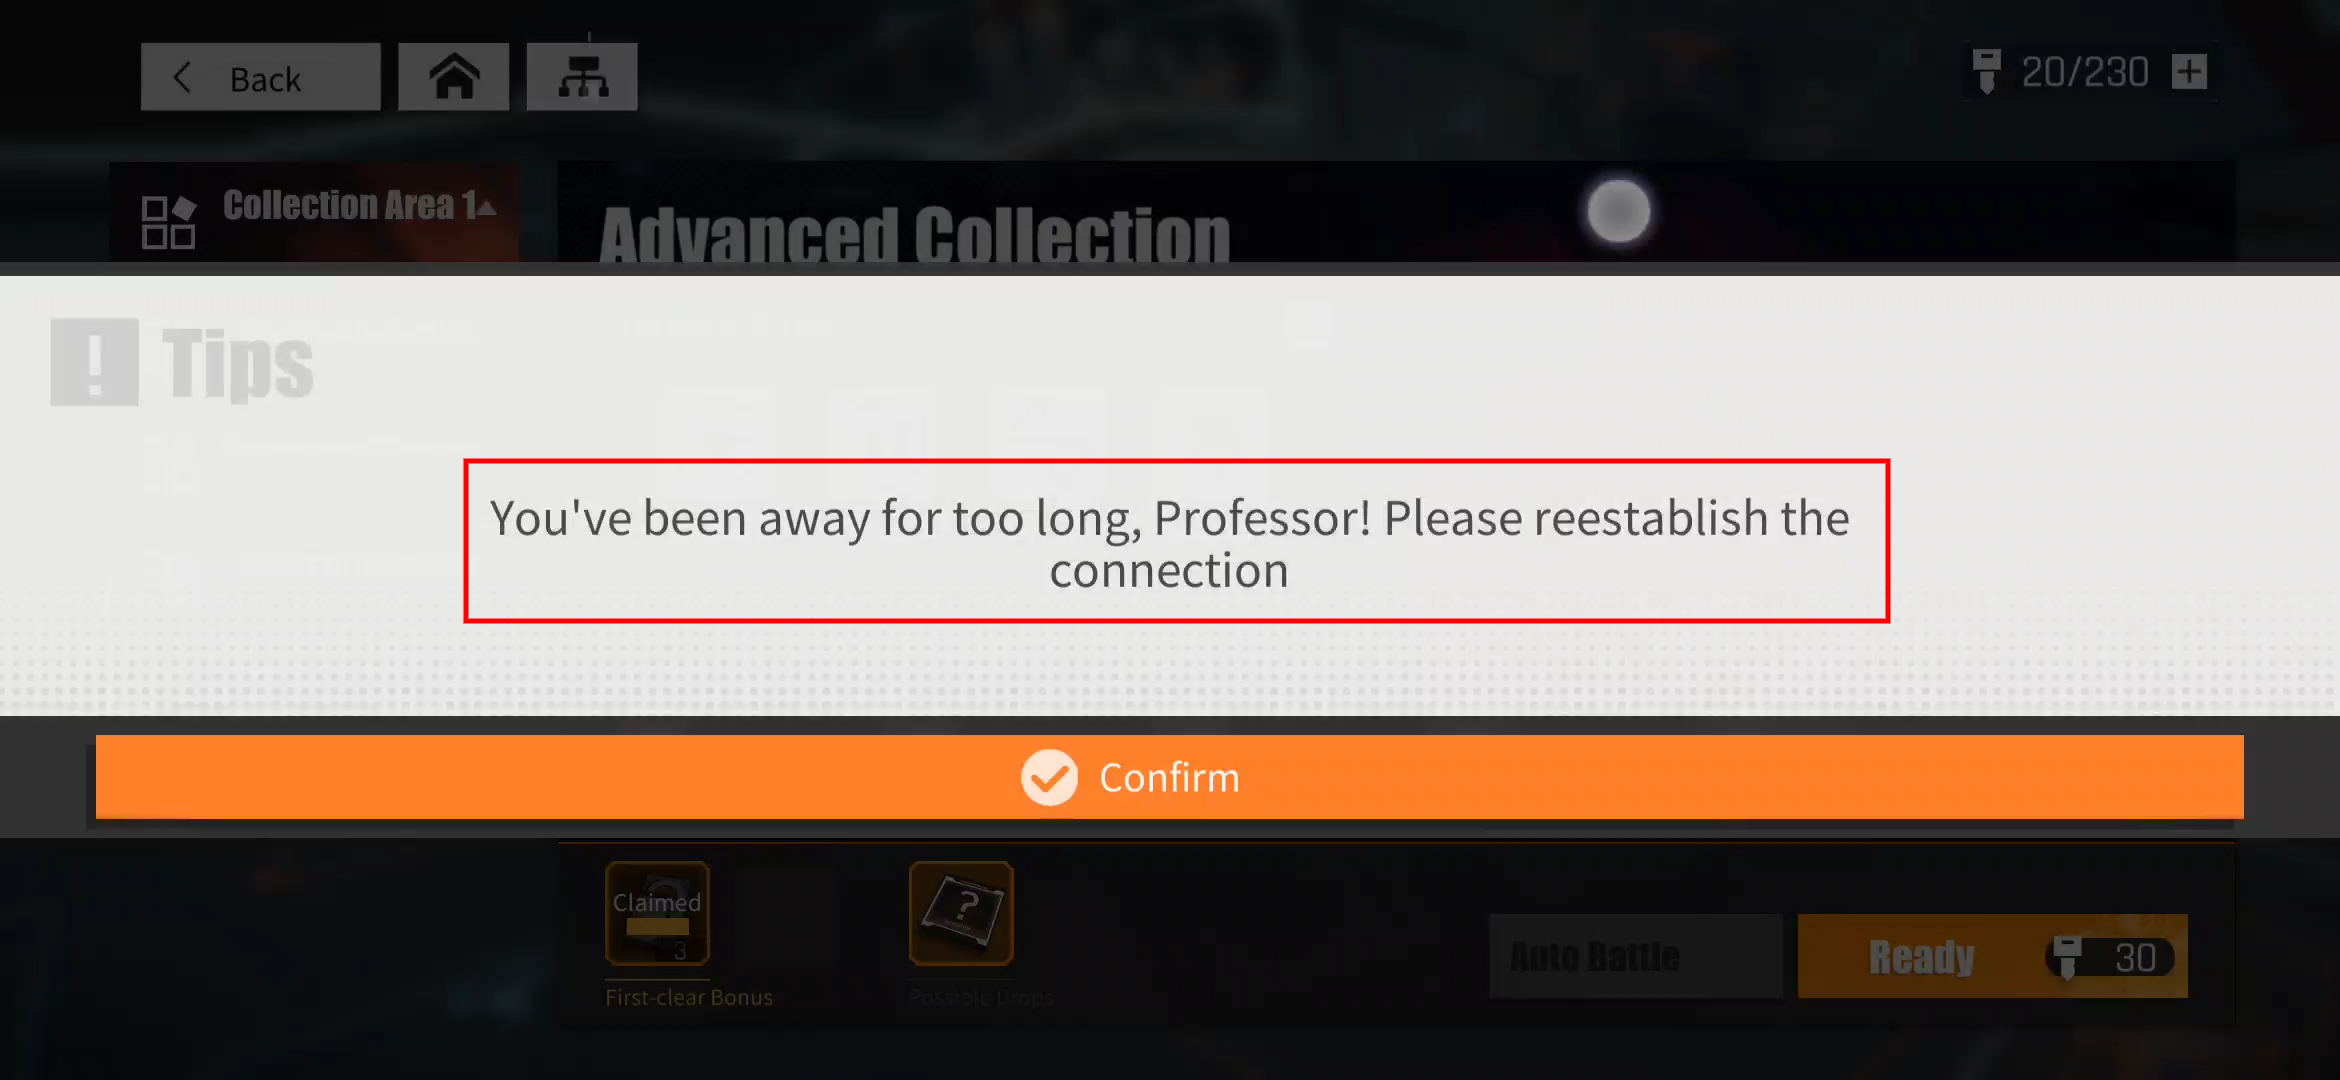 Back
20/230
Collection Area 1
Advanced Collection
Tips
You've been away for too long, Professor! Please reestablish the
connection
Confirm
Claimed
3
First-clear Bonus
Possible Drops
Auto Battle
Ready
30